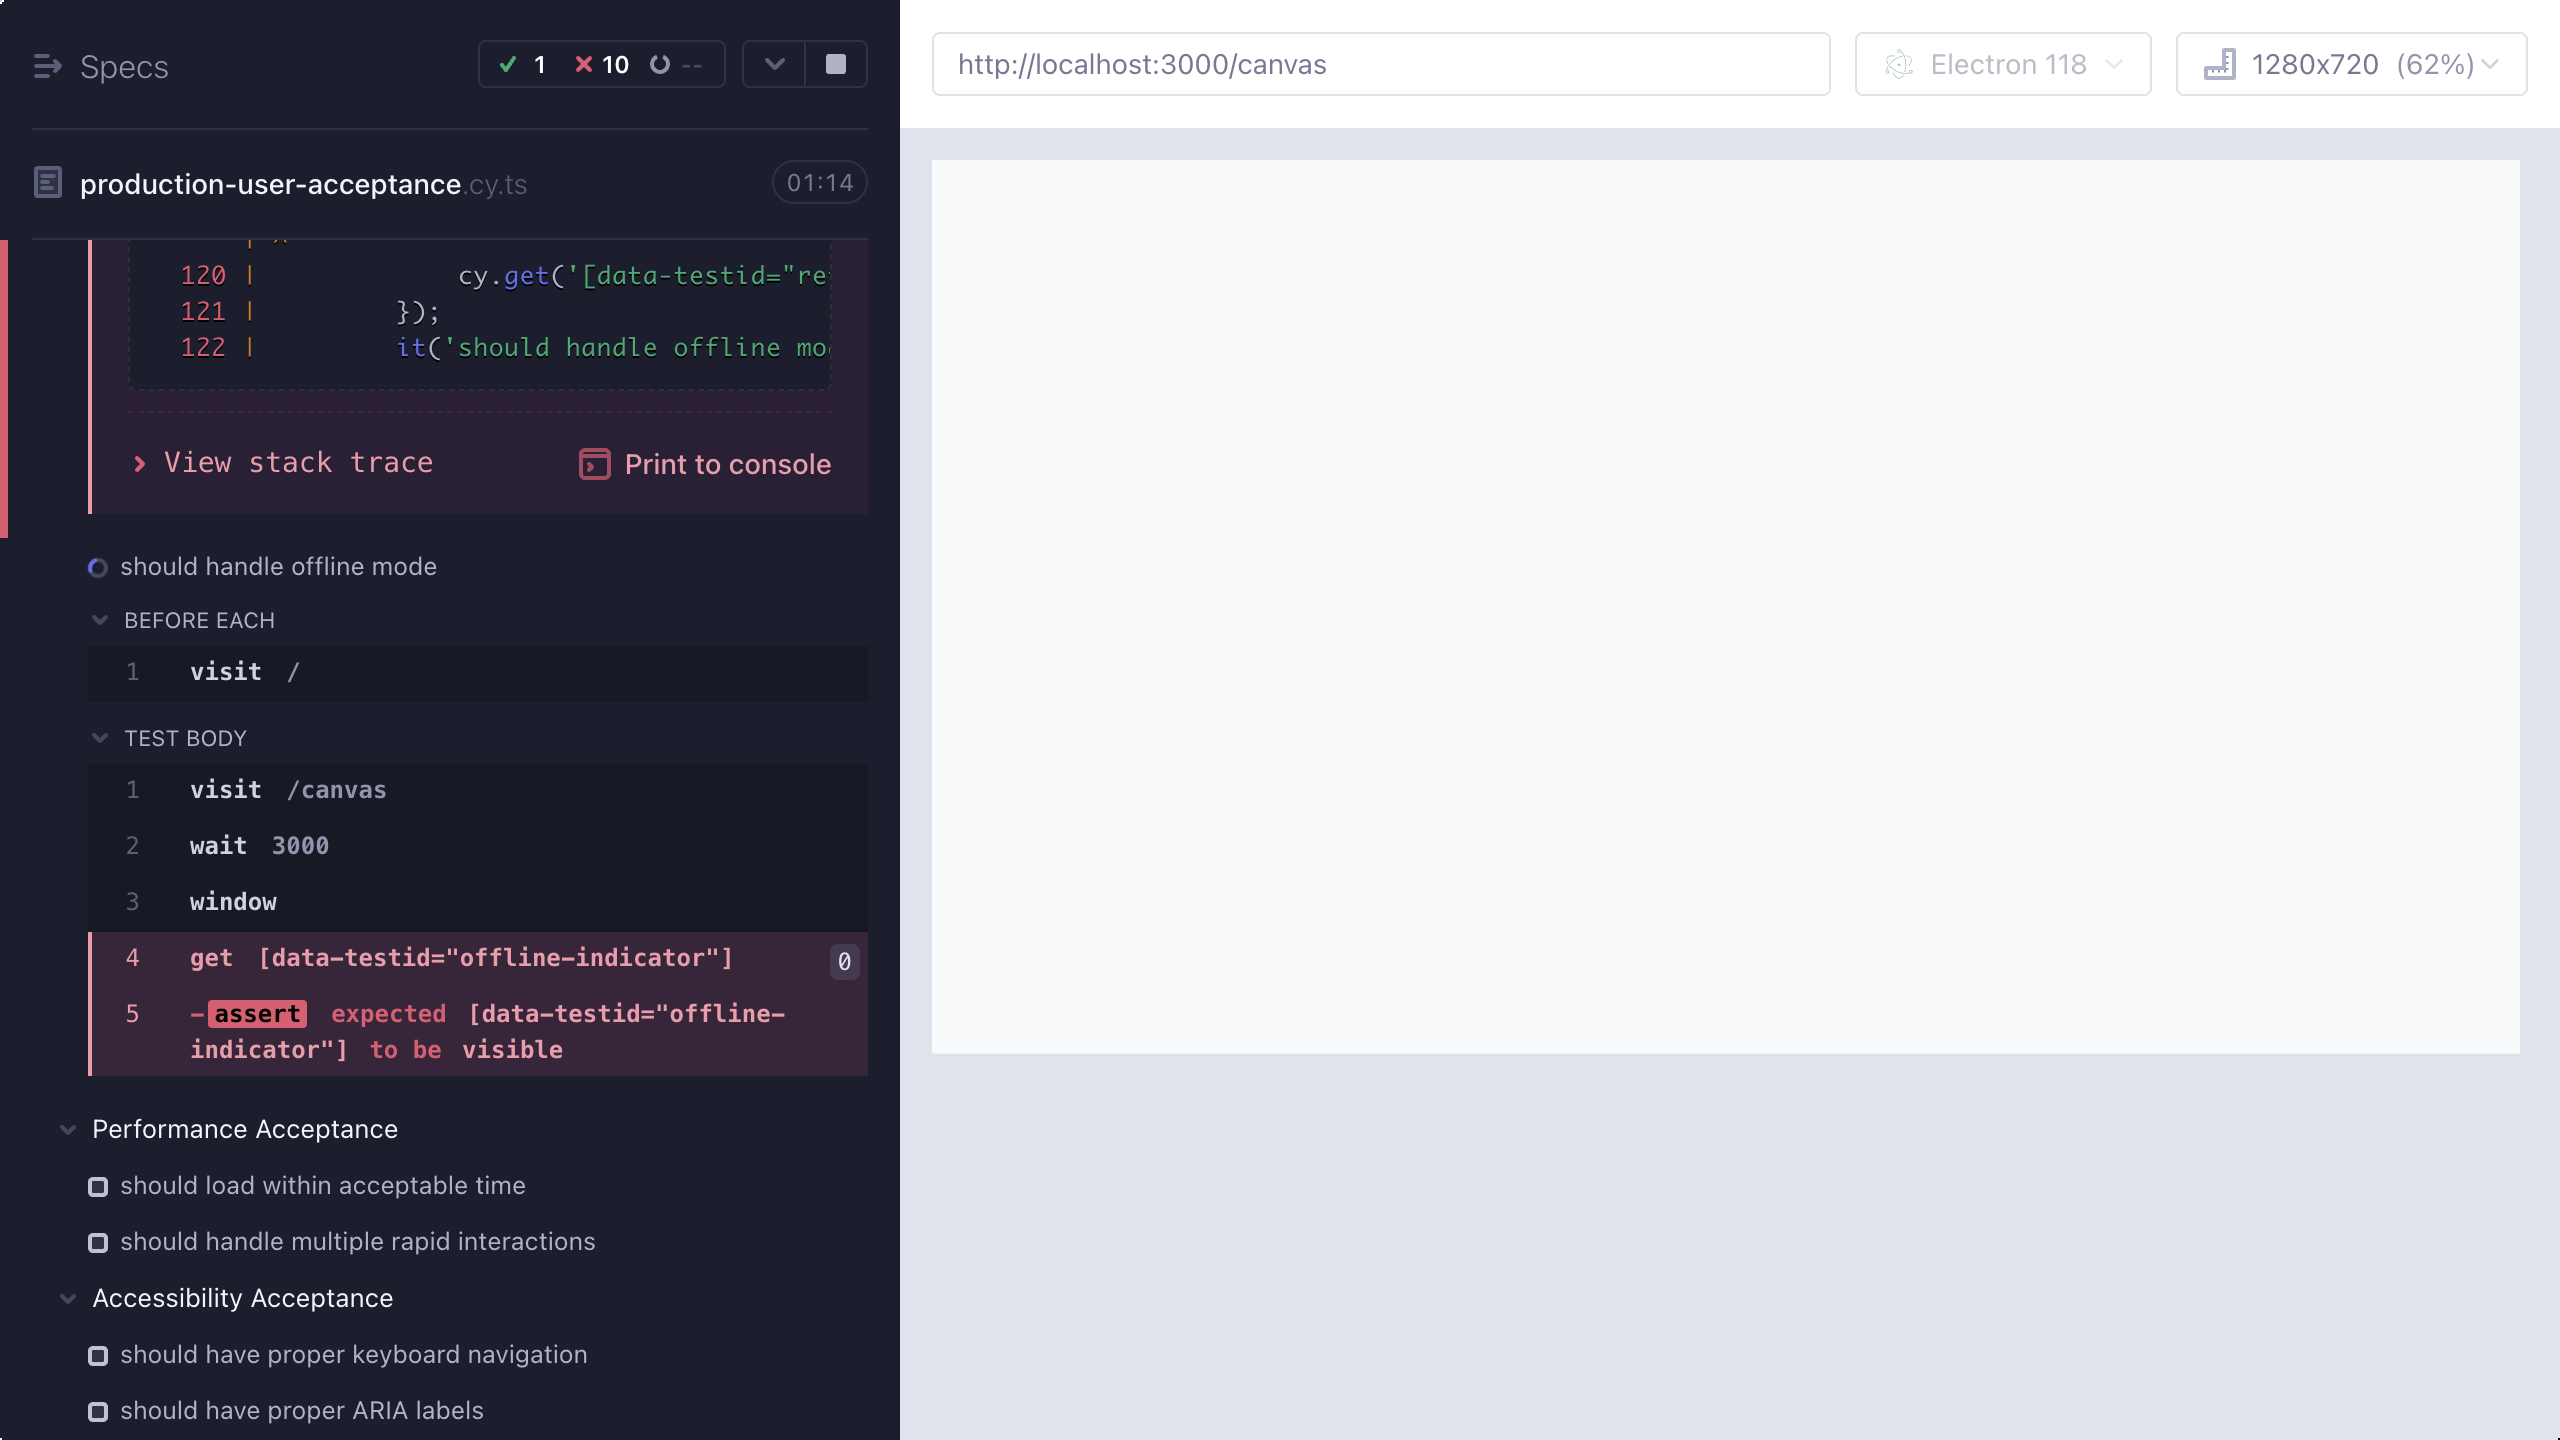 Specs
1 10 --
production-user-acceptance.cy.ts
01:14
120 | cy.get('[data-testid="re
121 | });
122 | it('should handle offline mo
View stack trace
Print to console
should handle offline mode
BEFORE EACH
1 visit /
TEST BODY
1 visit /canvas
2 wait 3000
3 window
4 get [data-testid="offline-indicator"] 0
5 -assert expected [data-testid="offline-
indicator"] to be visible
Performance Acceptance
should load within acceptable time
should handle multiple rapid interactions
Accessibility Acceptance
should have proper keyboard navigation
should have proper ARIA labels
http://localhost:3000/canvas
Electron 118
1280x720 (62%)